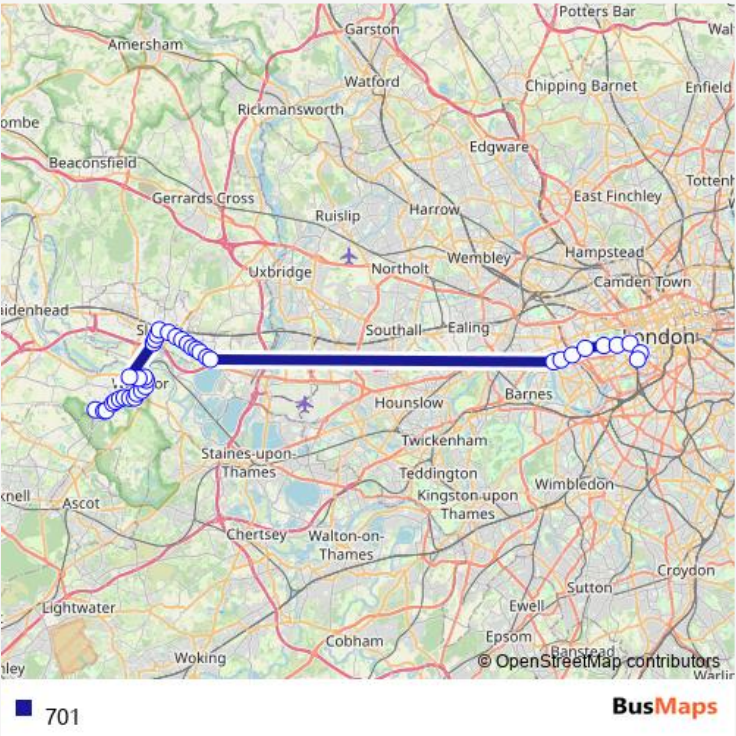 Potters Bar
Garston
Amersham
Watford
Chipping Barnet
Enfield
Rickmansworth
Edgware
Beaconsfield
Gerrards Cross
East Finchley
Ruislip
Harrow
Hampstead
Wembley
Uxbridge
Northolt
Camden Town
Southall
Ealing
London
Barnes
Hounslow
Twickenham
Staines-upon-
Thames
Teddington
Wimbledon
Kingston upon
Thames
Ascot
Chertsey
Walton-on-
Thames
Croydon
Sutton
Lightwater
Ewell
Epsom
Cobham
Banstead
Woking
© OpenStreetMap contributors
701
BusMaps